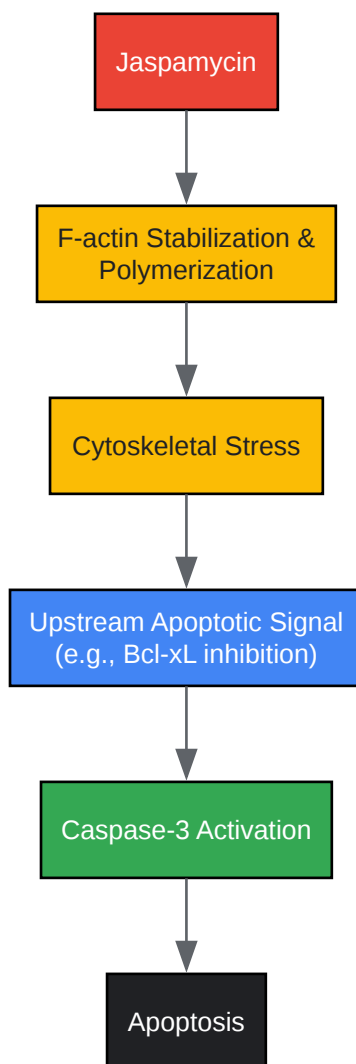 Jaspamycin
F-actin Stabilization &
Polymerization
Cytoskeletal Stress
Upstream Apoptotic Signal
(e.g., Bcl-xL inhibition)
Caspase-3 Activation
Apoptosis